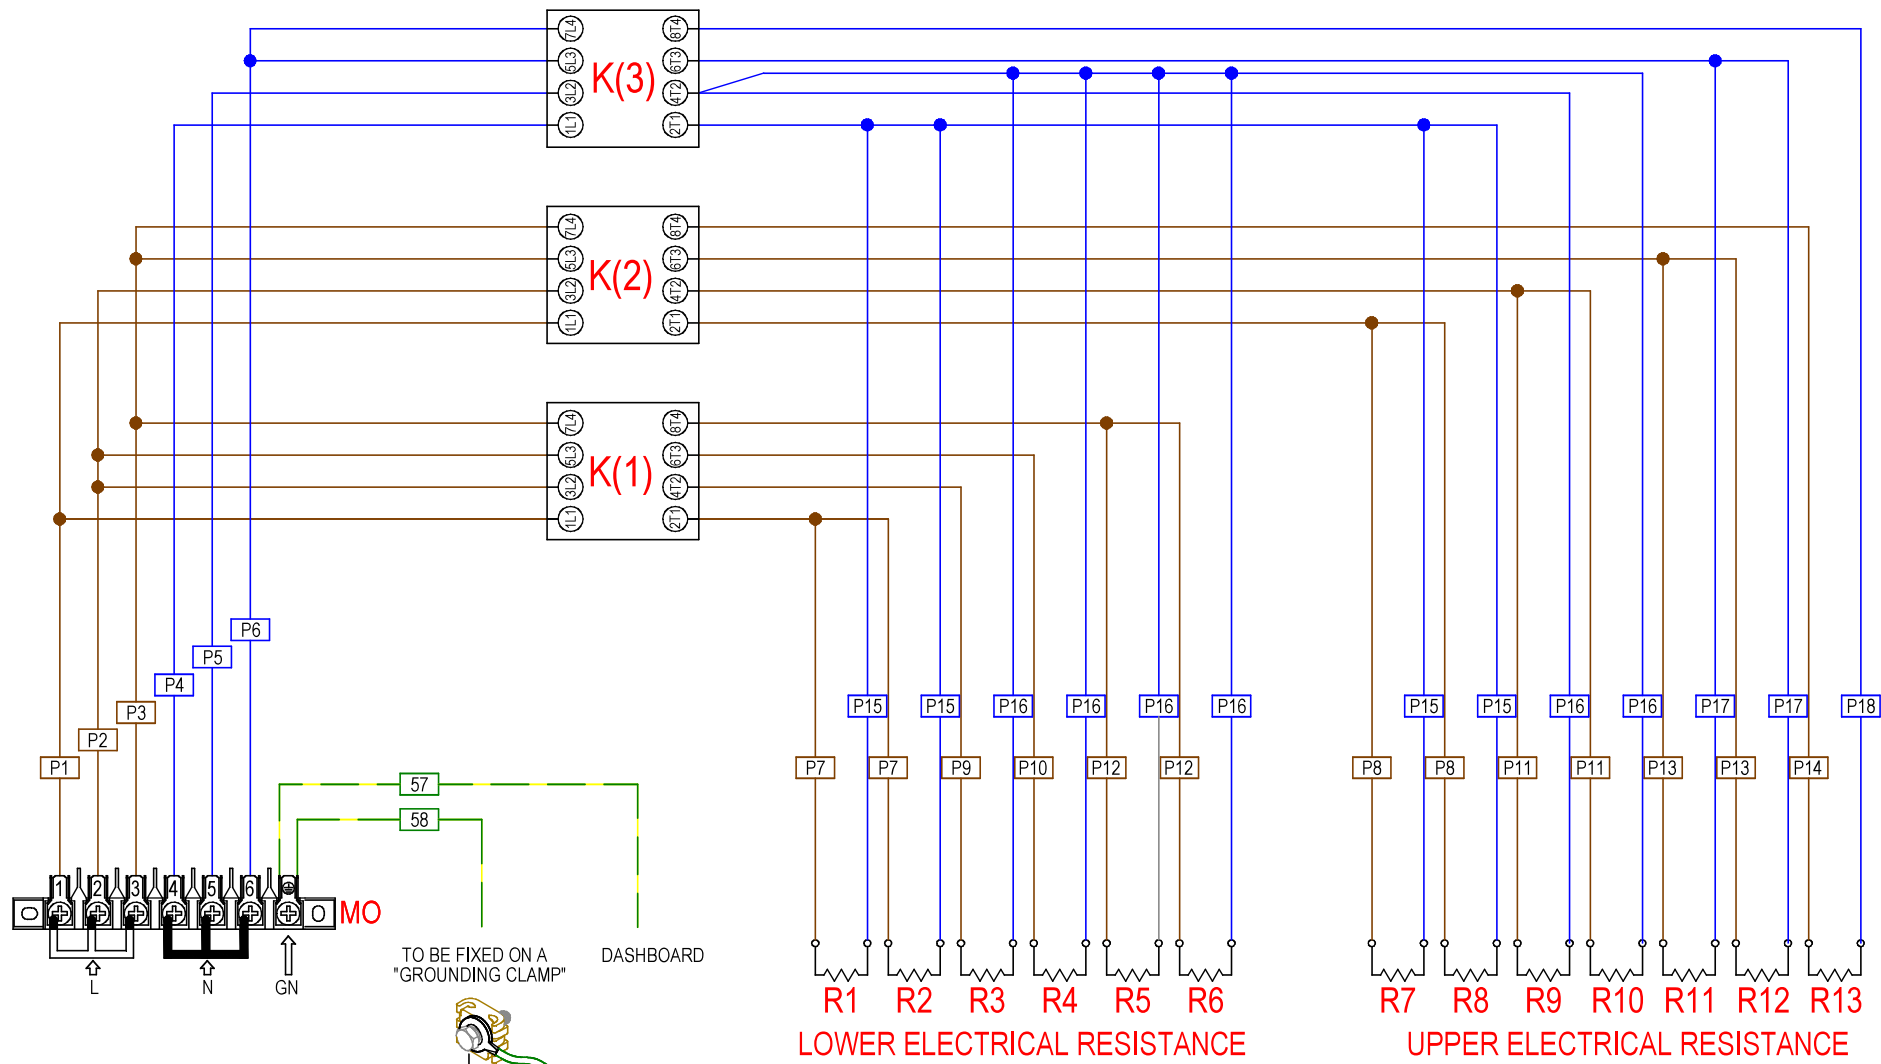 7L4 8T4
5L3 K(3) 6T3
3L2 4T2
1L1 2T1
7L4 8T4
5L3 K(2) 6T3
3L2 4T2
1L1 2T1
7L4 8T4
5L3 K(1) 6T3
3L2 4T2
1L1 2T1
P6
P5
P4
P3
P2
P1
P15 P15 P16 P16 P16 P16 P15 P15 P16 P16 P17 P17 P18
P7 P7 P9 P10 P12 P12 P8 P8 P11 P11 P13 P13 P14
57
58
1 2 3 4 5 6
MO
L N GN
TO BE FIXED ON A
"GROUNDING CLAMP"
DASHBOARD
R1 R2 R3 R4 R5 R6 R7 R8 R9 R10 R11 R12 R13
LOWER ELECTRICAL RESISTANCE UPPER ELECTRICAL RESISTANCE